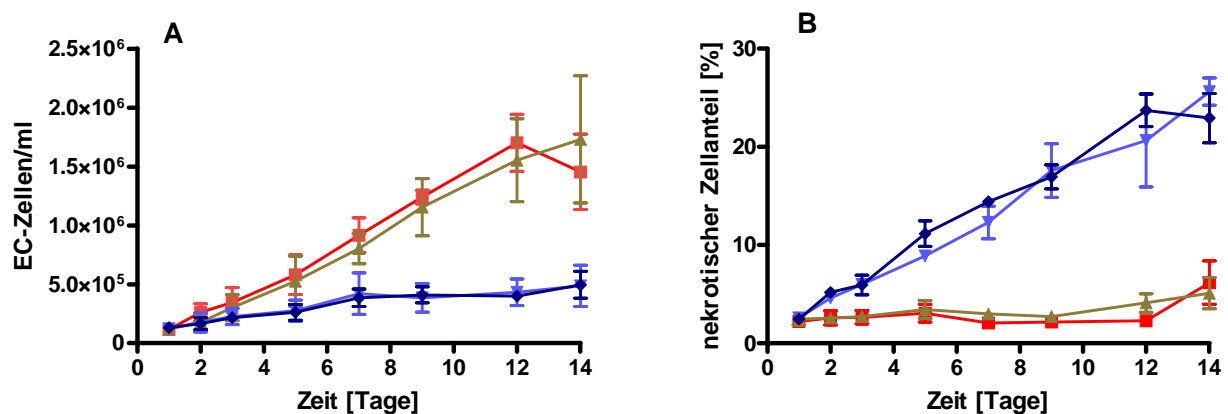 A
EC-Zellen/ml
2.5×10⁶
2.0×10⁶
1.5×10⁶
1.0×10⁶
5.0×10⁵
0
0 2 4 6 8 10 12 14
Zeit [Tage]
B
nekrotischer Zellanteil [%]
30
20
10
0
0 2 4 6 8 10 12 14
Zeit [Tage]